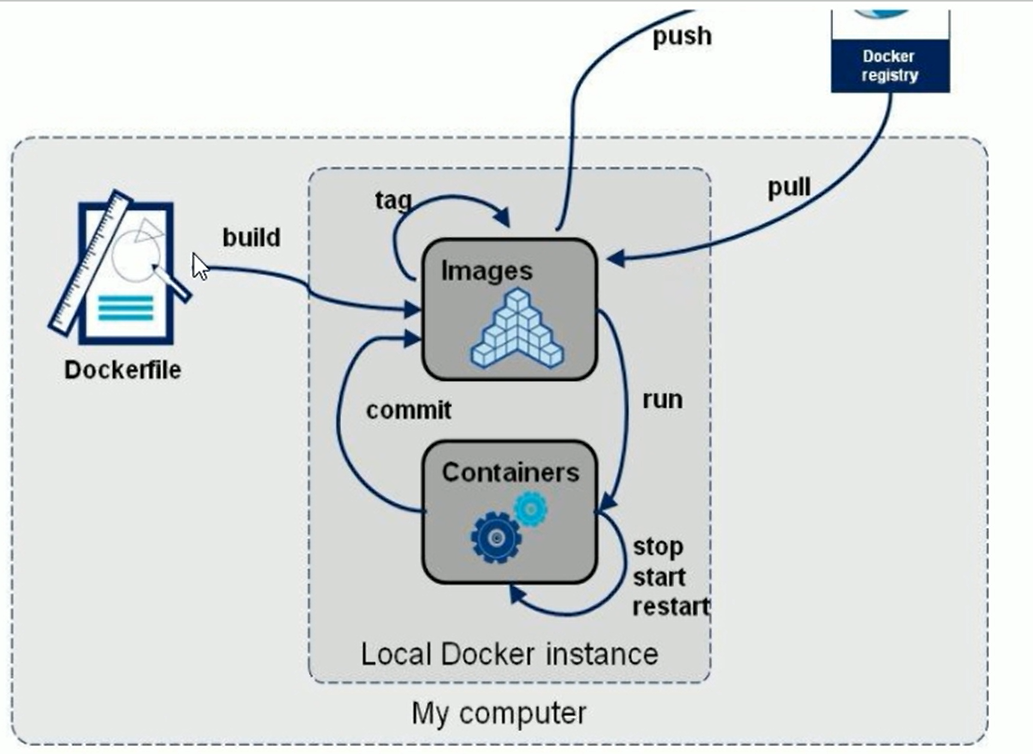 push
Docker
registry
tag
pull
build
Images
Dockerfile
commit
run
Containers
stop
start
restart
Local Docker instance
My computer